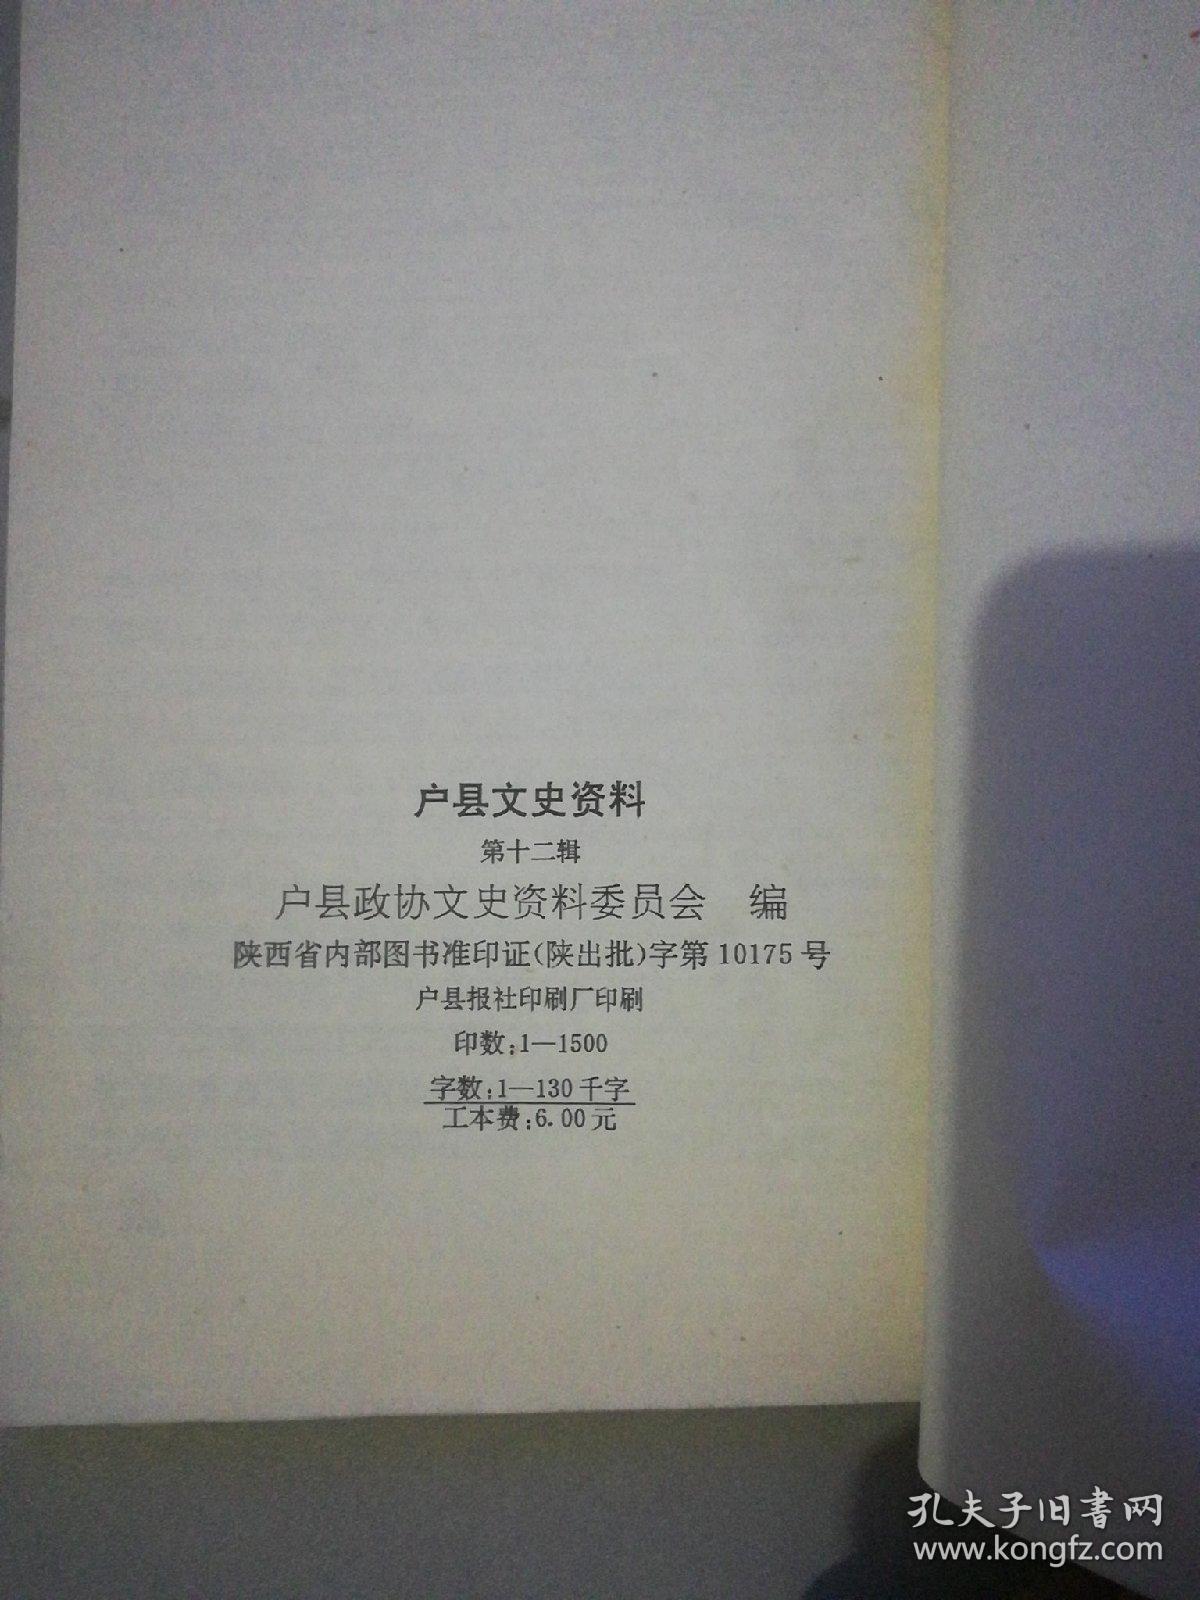 户县文史资料
第十二辑
户县政协文史资料委员会 编
陕西省内部图书准印证(陕出批)字第10175号
户县报社印刷厂印刷
印数:1—1500
字数:1—130千字
工本费:6.00元
孔夫子旧書网
www.kongfz.com